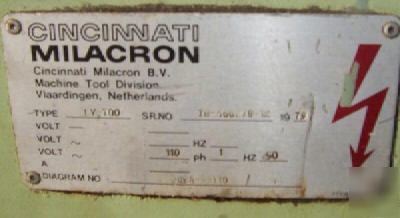 CINCINNATI
MILACRON
Cincinnati Milacron B.V.
Machine Tool Division
Vlaardingen, Netherlands.
TYPE SR.NO 19
VOLT –
VOLT ~ HZ
VOLT ~ 110 ph 1 HZ 50
A
DIAGRAM NO